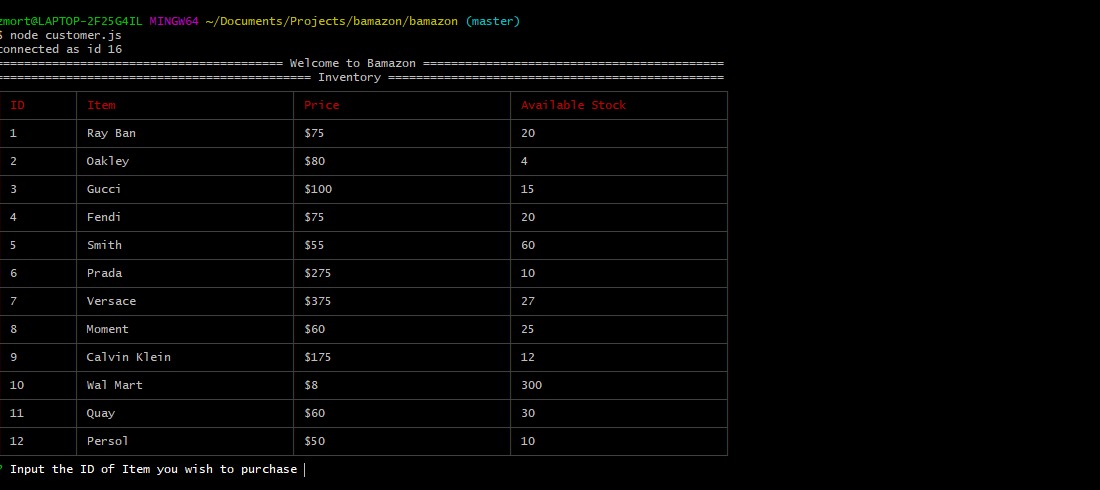 zmort@LAPTOP-2F25G4IL MINGW64 ~/Documents/Projects/bamazon/bamazon (master)
$ node customer.js
connected as id 16
========================================= Welcome to Bamazon ===========================================
============================================= Inventory ================================================
ID Item Price Available Stock
1 Ray Ban $75 20
2 Oakley $80 4
3 Gucci $100 15
4 Fendi $75 20
5 Smith $55 60
6 Prada $275 10
7 Versace $375 27
8 Moment $60 25
9 Calvin Klein $175 12
10 Wal Mart $8 300
11 Quay $60 30
12 Persol $50 10
? Input the ID of Item you wish to purchase